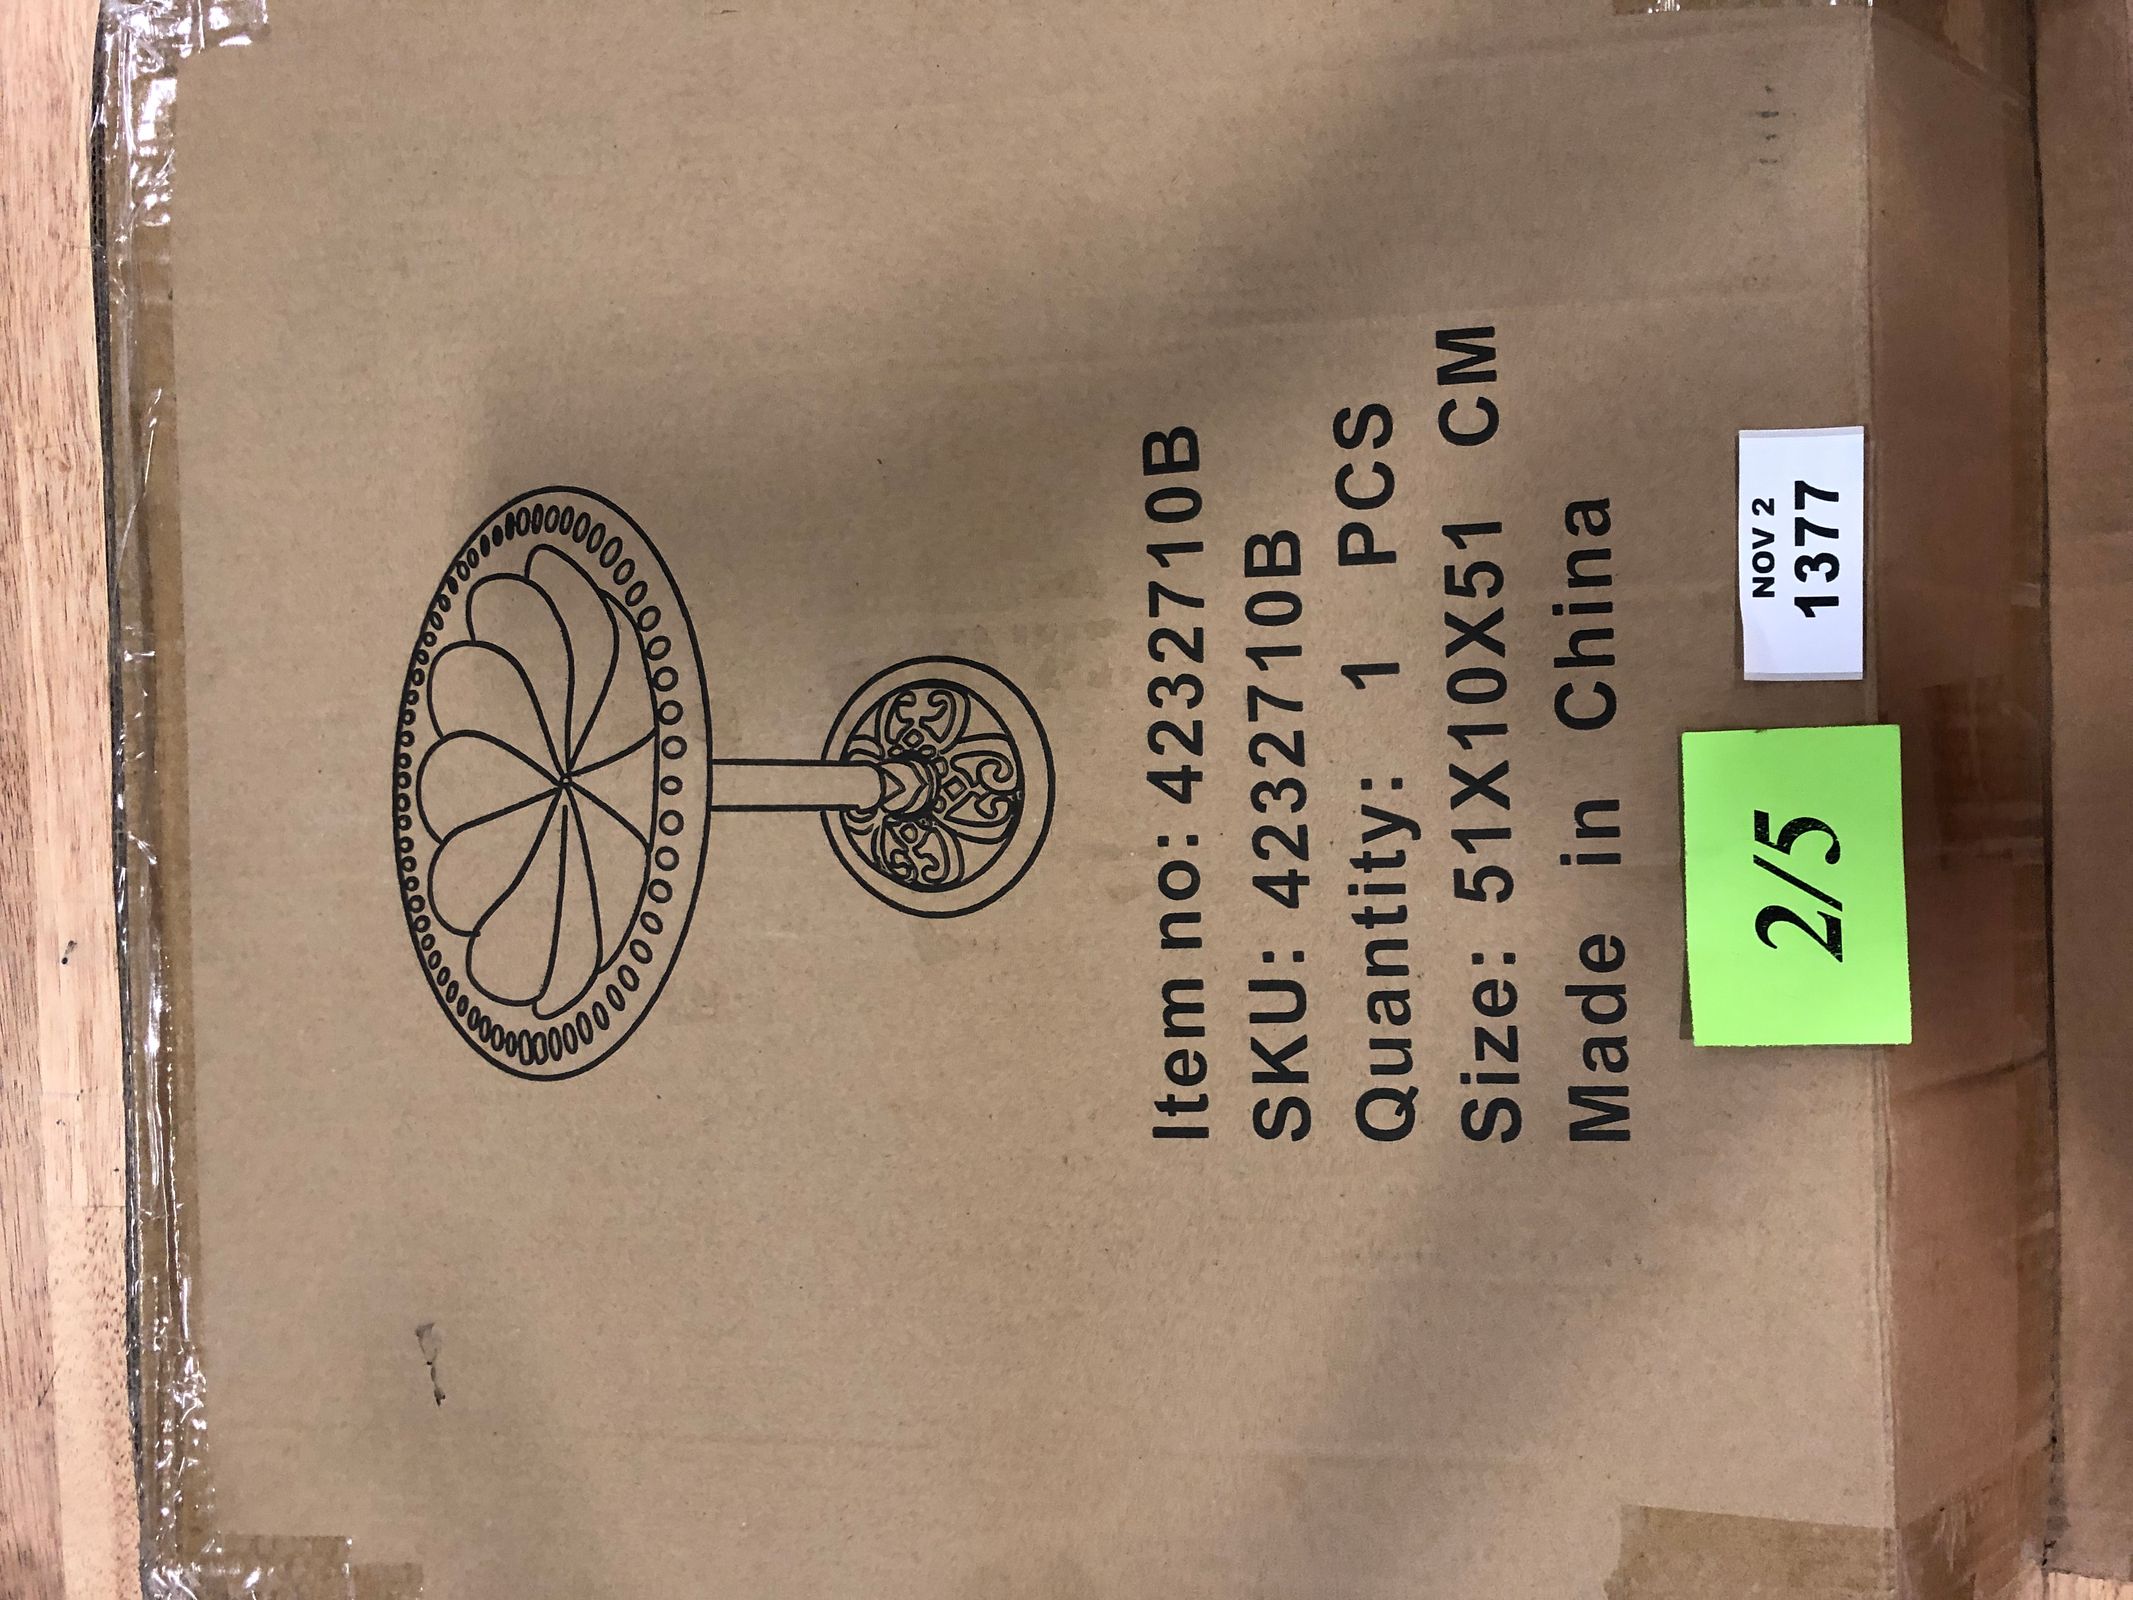 Item no: 4232710B
SKU: 4232710B
Quantity: 1 PCS
Size: 51X10X51 CM
Made in China
2/5
NOV 2
1377